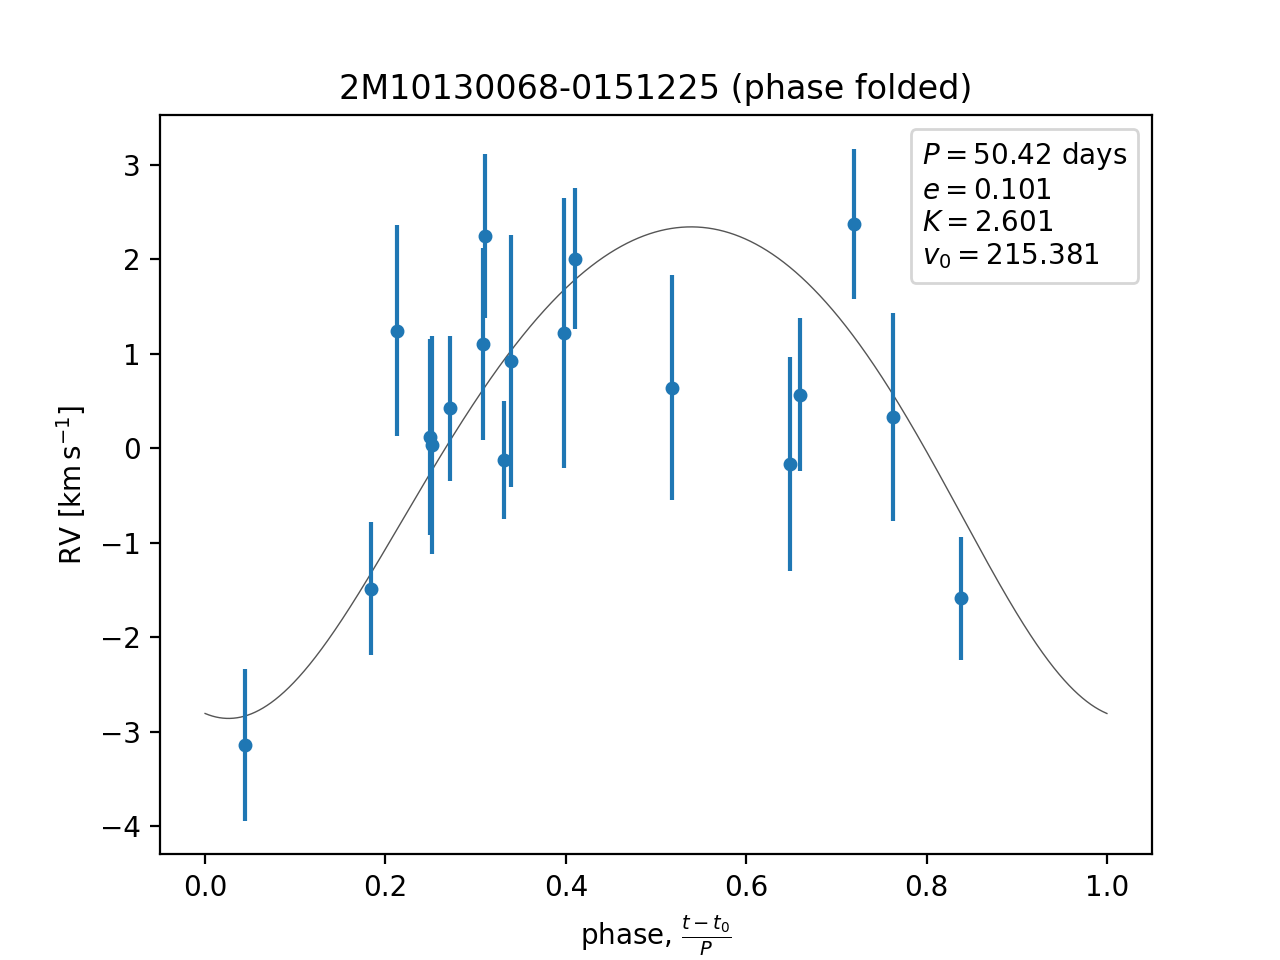 2M10130068-0151225 (phase folded)
P = 50.42 days
e = 0.101
K = 2.601
v₀ = 215.381
RV [km s⁻¹]
3
2
1
0
−1
−2
−3
−4
0.0 0.2 0.4 0.6 0.8 1.0
phase, (t − t₀)/P